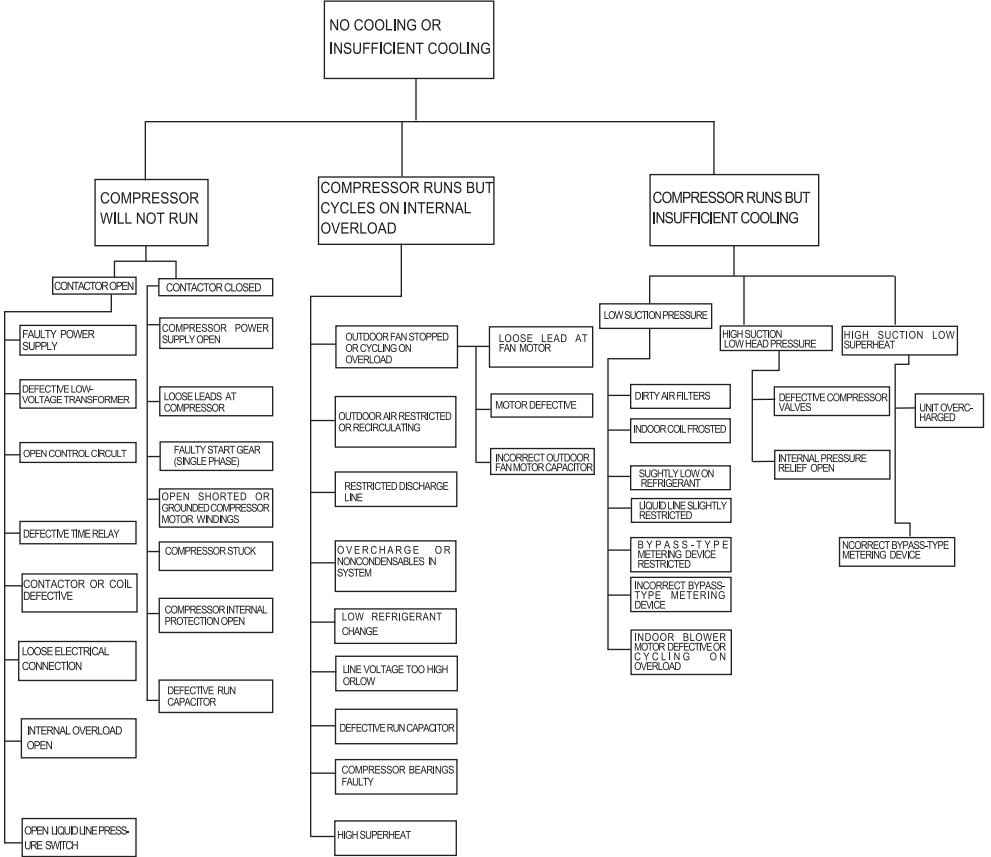 NO COOLING OR
INSUFFICIENT COOLING
COMPRESSOR
WILL NOT RUN
CONTACTOR OPEN
FAULTY POWER
SUPPLY
DEFECTIVE LOW-
VOLTAGE TRANSFORMER
OPEN CONTROL CIRCULT
DEFECTIVE TIME RELAY
CONTACTOR OR COIL
DEFECTIVE
LOOSE ELECTRICAL
CONNECTION
INTERNAL OVERLOAD
OPEN
OPEN LIQUID LINE PRESS-
URE SWITCH
CONTACTOR CLOSED
COMPRESSOR POWER
SUPPLY OPEN
LOOSE LEADS AT
COMPRESSOR
FAULTY START GEAR
(SINGLE PHASE)
OPEN SHORTED OR
GROUNDED COMPRESSOR
MOTOR WINDINGS
COMPRESSOR STUCK
COMPRESSOR INTERNAL
PROTECTION OPEN
DEFECTIVE RUN
CAPACITOR
COMPRESSOR RUNS BUT
CYCLES ON INTERNAL
OVERLOAD
OUTDOOR FAN STOPPED
OR CYCLING ON
OVERLOAD
LOOSE LEAD AT
FAN MOTOR
MOTOR DEFECTIVE
INCORRECT OUTDOOR
FAN MOTOR CAPACITOR
OUTDOOR AIR RESTRICTED
OR RECIRCULATING
RESTRICTED DISCHARGE
LINE
OVERCHARGE OR
NONCONDENSABLES IN
SYSTEM
LOW REFRIGERANT
CHANGE
LINE VOLTAGE TOO HIGH
ORLOW
DEFECTIVE RUN CAPACITOR
COMPRESSOR BEARINGS
FAULTY
HIGH SUPERHEAT
COMPRESSOR RUNS BUT
INSUFFICIENT COOLING
LOW SUCTION PRESSURE
DIRTY AIR FILTERS
INDOOR COIL FROSTED
SUGHTLY LOW ON
REFRIGERANT
LIQUID LINE SLIGHTLY
RESTRICTED
BYPASS-TYPE
METERING DEVICE
RESTRICTED
INCORRECT BYPASS-
TYPE METERING
DEVICE
INDOOR BLOWER
MOTOR DEFECTIVE OR
CYCLING ON
OVERLOAD
HIGH SUCTION
LOW HEAD PRESSURE
DEFECTIVE COMPRESSOR
VALVES
INTERNAL PRESSURE
RELIEF OPEN
HIGH SUCTION LOW
SUPERHEAT
UNIT OVERC-
HARGED
NCORRECT BYPASS-TYPE
METERING DEVICE